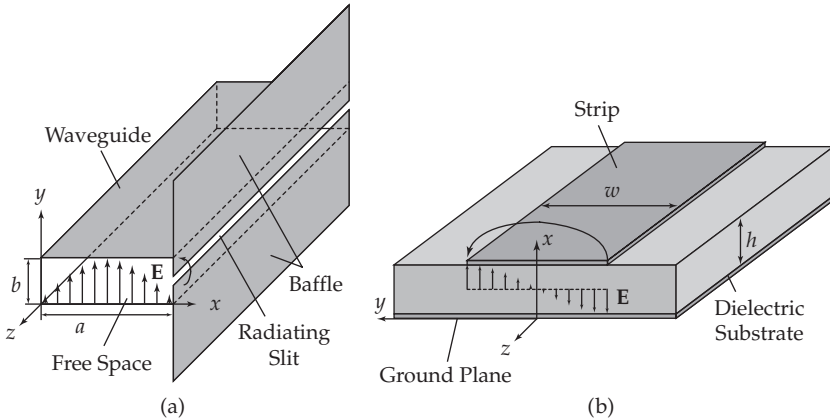 Waveguide
y
b
E
z
a
x
Free Space
Radiating
Slit
Baffle
(a)
Strip
w
x
h
E
y
z
Ground Plane
Dielectric
Substrate
(b)